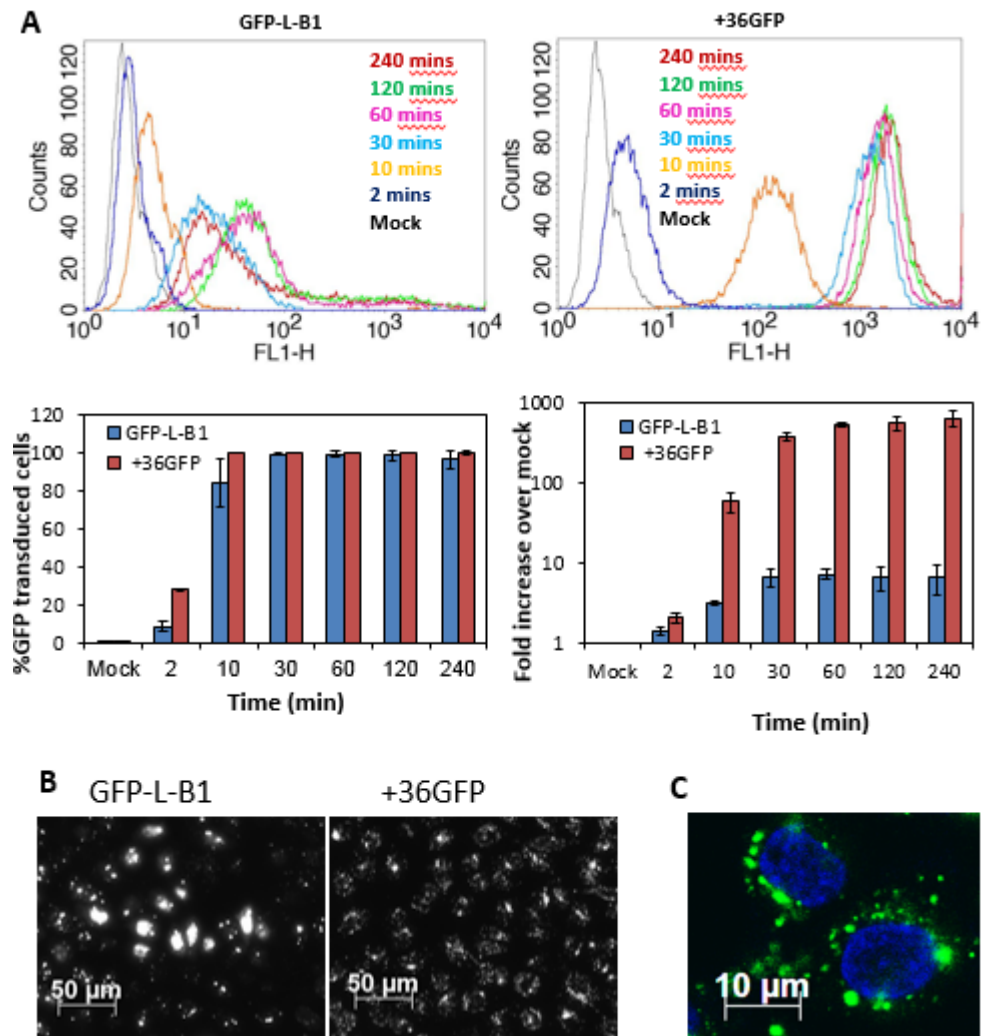 A
GFP-L-B1
Counts
120
100
80
60
40
20
0
240 mins
120 mins
60 mins
30 mins
10 mins
2 mins
Mock
10^0 10^1 10^2 10^3 10^4
FL1-H
+36GFP
Counts
120
100
80
60
40
20
0
240 mins
120 mins
60 mins
30 mins
10 mins
2 mins
Mock
10^0 10^1 10^2 10^3 10^4
FL1-H
%GFP transduced cells
120
100
80
60
40
20
0
GFP-L-B1
+36GFP
Mock 2 10 30 60 120 240
Time (min)
Fold increase over mock
1000
100
10
1
GFP-L-B1
+36GFP
Mock 2 10 30 60 120 240
Time (min)
B
GFP-L-B1
50 µm
+36GFP
50 µm
C
10 µm